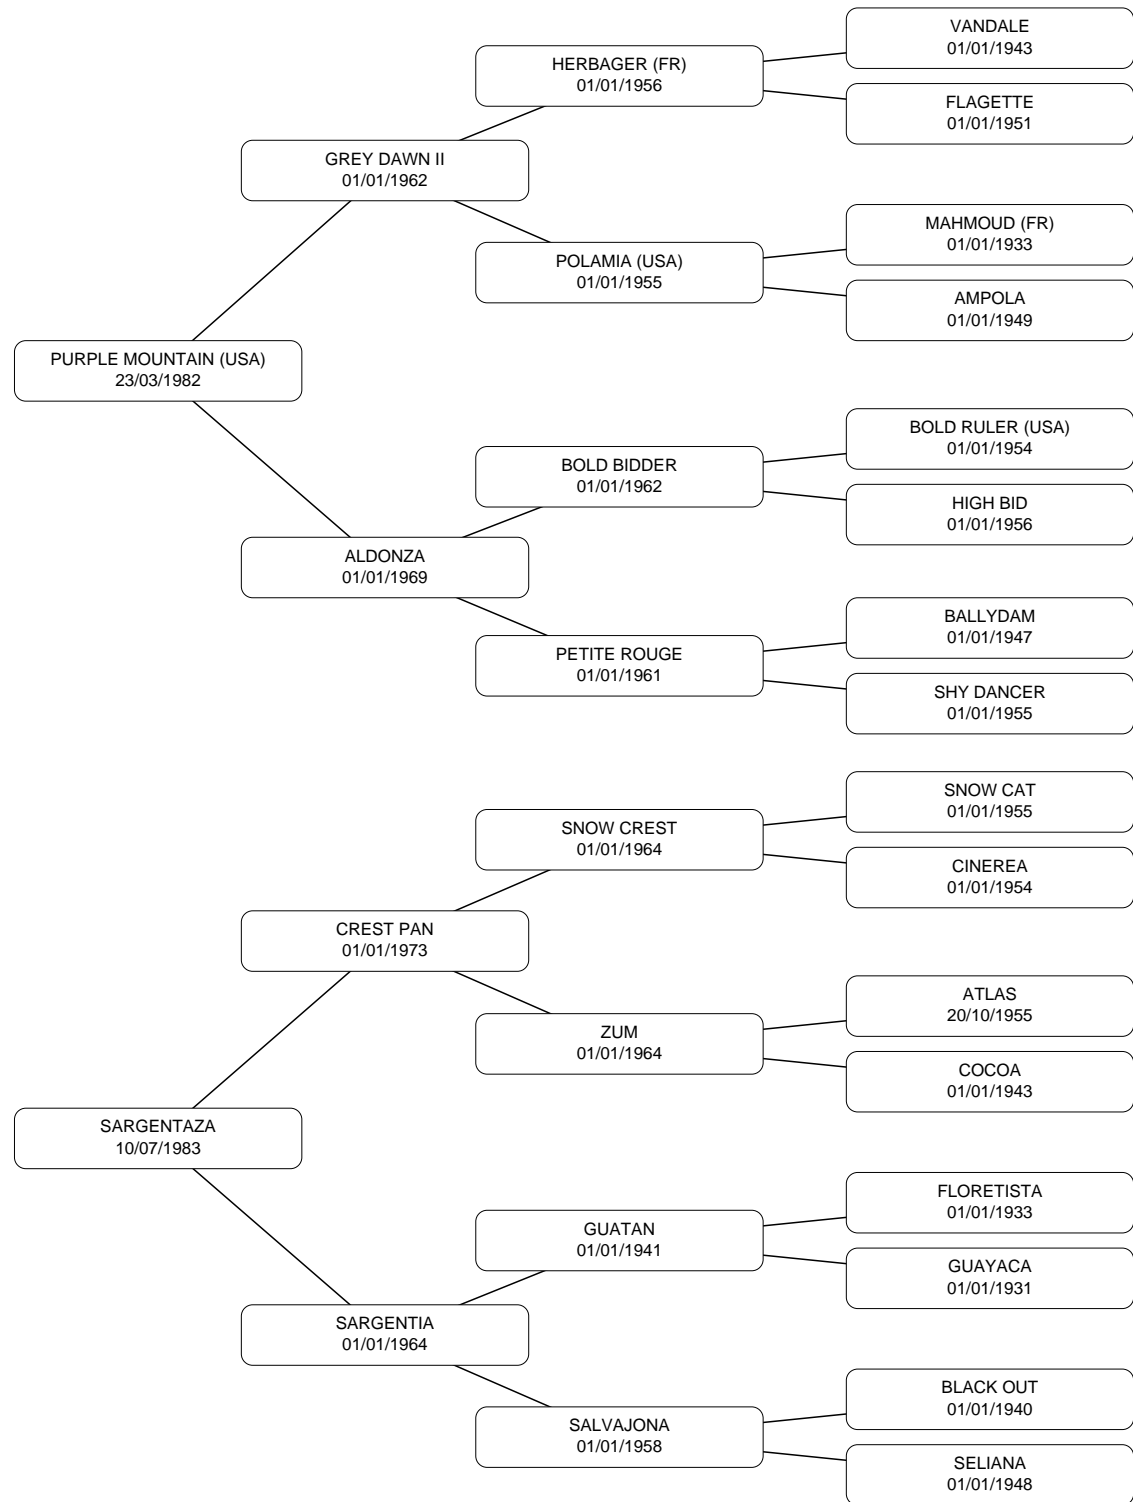 VANDALE
01/01/1943
HERBAGER (FR)
01/01/1956
FLAGETTE
01/01/1951
GREY DAWN II
01/01/1962
MAHMOUD (FR)
01/01/1933
POLAMIA (USA)
01/01/1955
AMPOLA
01/01/1949
PURPLE MOUNTAIN (USA)
23/03/1982
BOLD RULER (USA)
01/01/1954
BOLD BIDDER
01/01/1962
HIGH BID
01/01/1956
ALDONZA
01/01/1969
BALLYDAM
01/01/1947
PETITE ROUGE
01/01/1961
SHY DANCER
01/01/1955
SNOW CAT
01/01/1955
SNOW CREST
01/01/1964
CINEREA
01/01/1954
CREST PAN
01/01/1973
ATLAS
20/10/1955
ZUM
01/01/1964
COCOA
01/01/1943
SARGENTAZA
10/07/1983
FLORETISTA
01/01/1933
GUATAN
01/01/1941
GUAYACA
01/01/1931
SARGENTIA
01/01/1964
BLACK OUT
01/01/1940
SALVAJONA
01/01/1958
SELIANA
01/01/1948